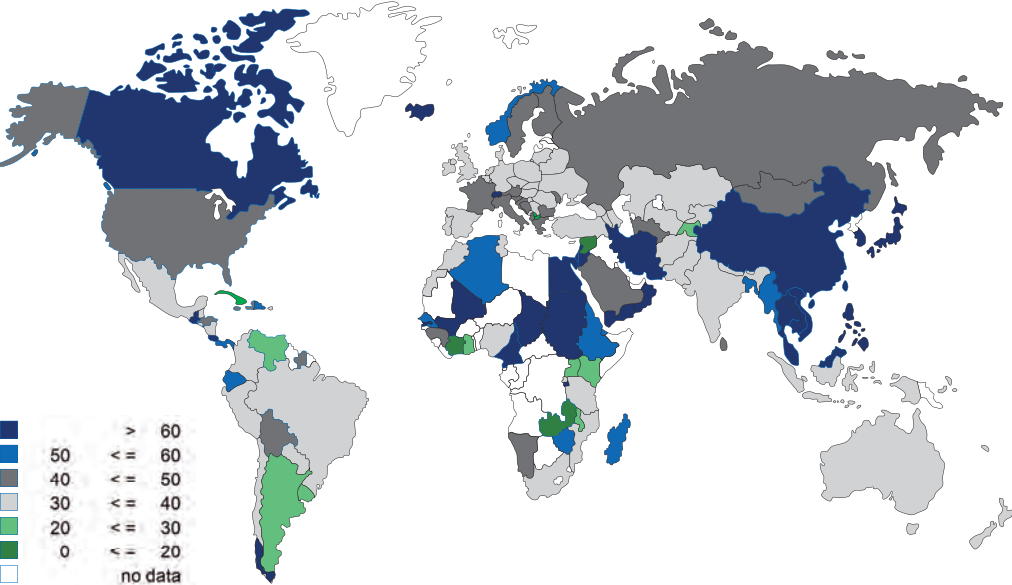 > 60
50 < = 60
40 < = 50
30 < = 40
20 < = 30
0 < = 20
no data